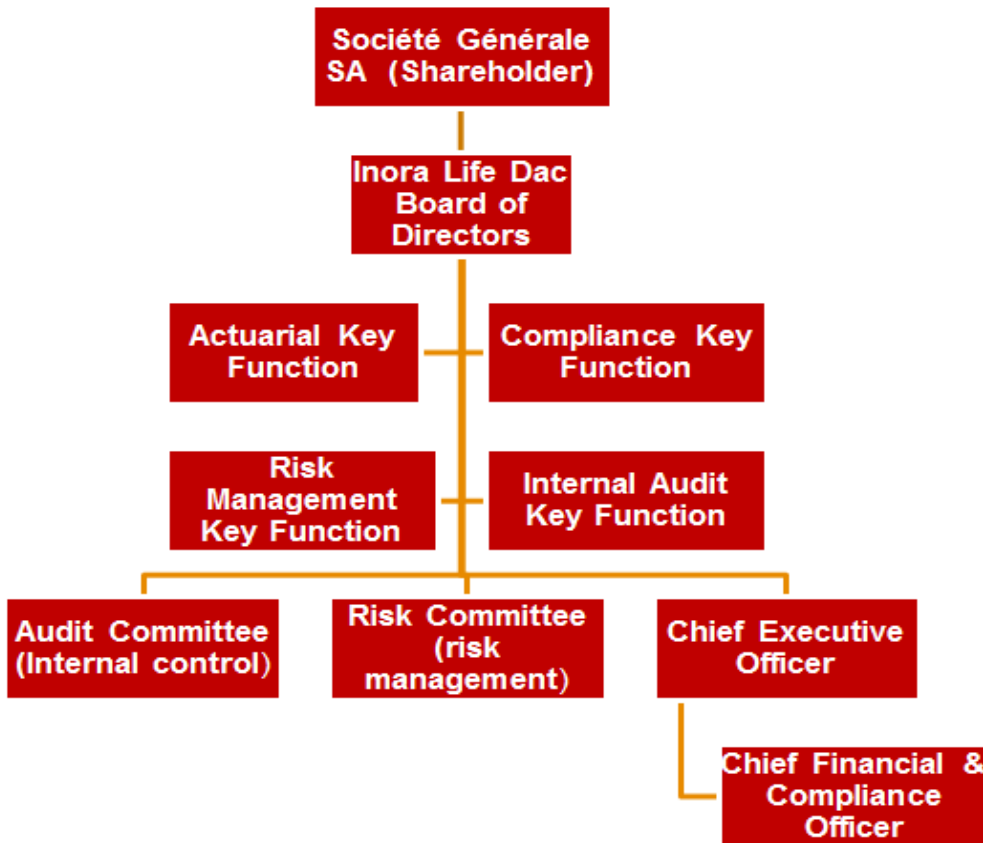 Société Générale
SA (Shareholder)
Inora Life Dac
Board of
Directors
Actuarial Key
Function
Compliance Key
Function
Risk
Management
Key Function
Internal Audit
Key Function
Audit Committee
(Internal control)
Risk Committee
(risk
management)
Chief Executive
Officer
Chief Financial &
Compliance
Officer